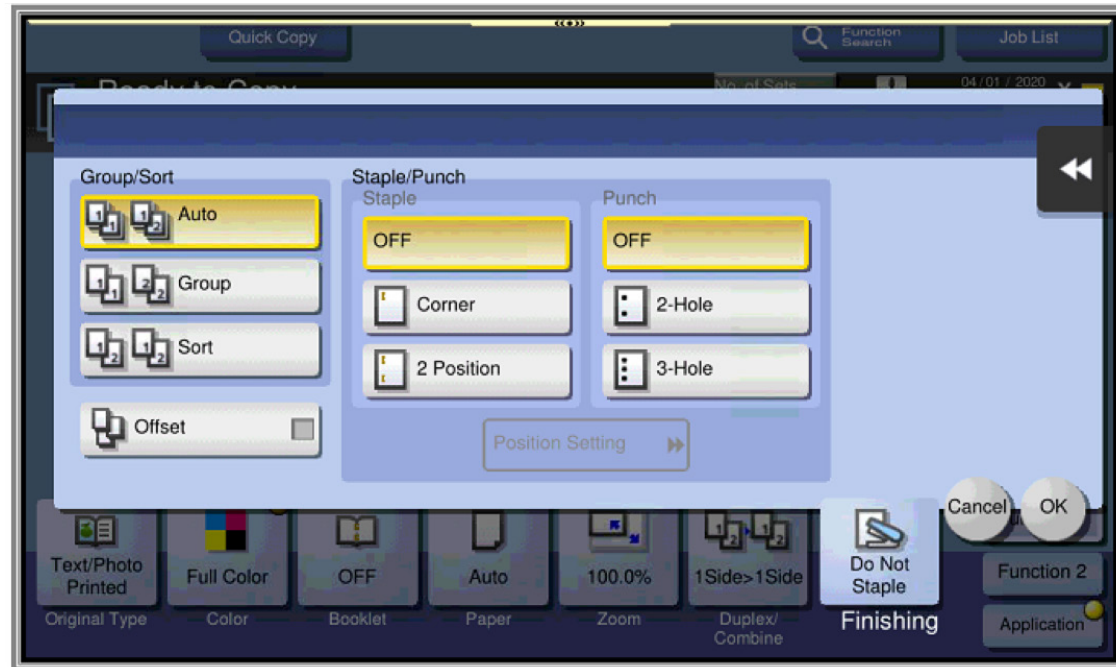 Quick Copy
Function
Search
Job List
Ready to Copy
No. of Sets
04/01/2020
Group/Sort
Auto
Group
Sort
Offset
Staple/Punch
Staple
OFF
Corner
2 Position
Punch
OFF
2-Hole
3-Hole
Position Setting
Cancel
OK
Text/Photo
Printed
Original Type
Full Color
Color
OFF
Booklet
Auto
Paper
100.0%
Zoom
1Side>1Side
Duplex/
Combine
Do Not
Staple
Finishing
Function 2
Application